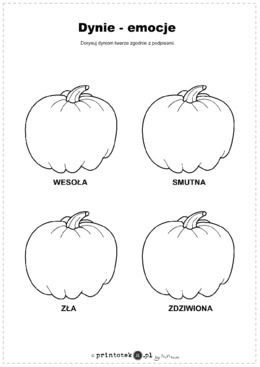 Dynie - emocje
Dorysuj dyniom twarze zgodnie z podpisami.
WESOŁA SMUTNA
ZŁA ZDZIWIONA
© printoteka.pl